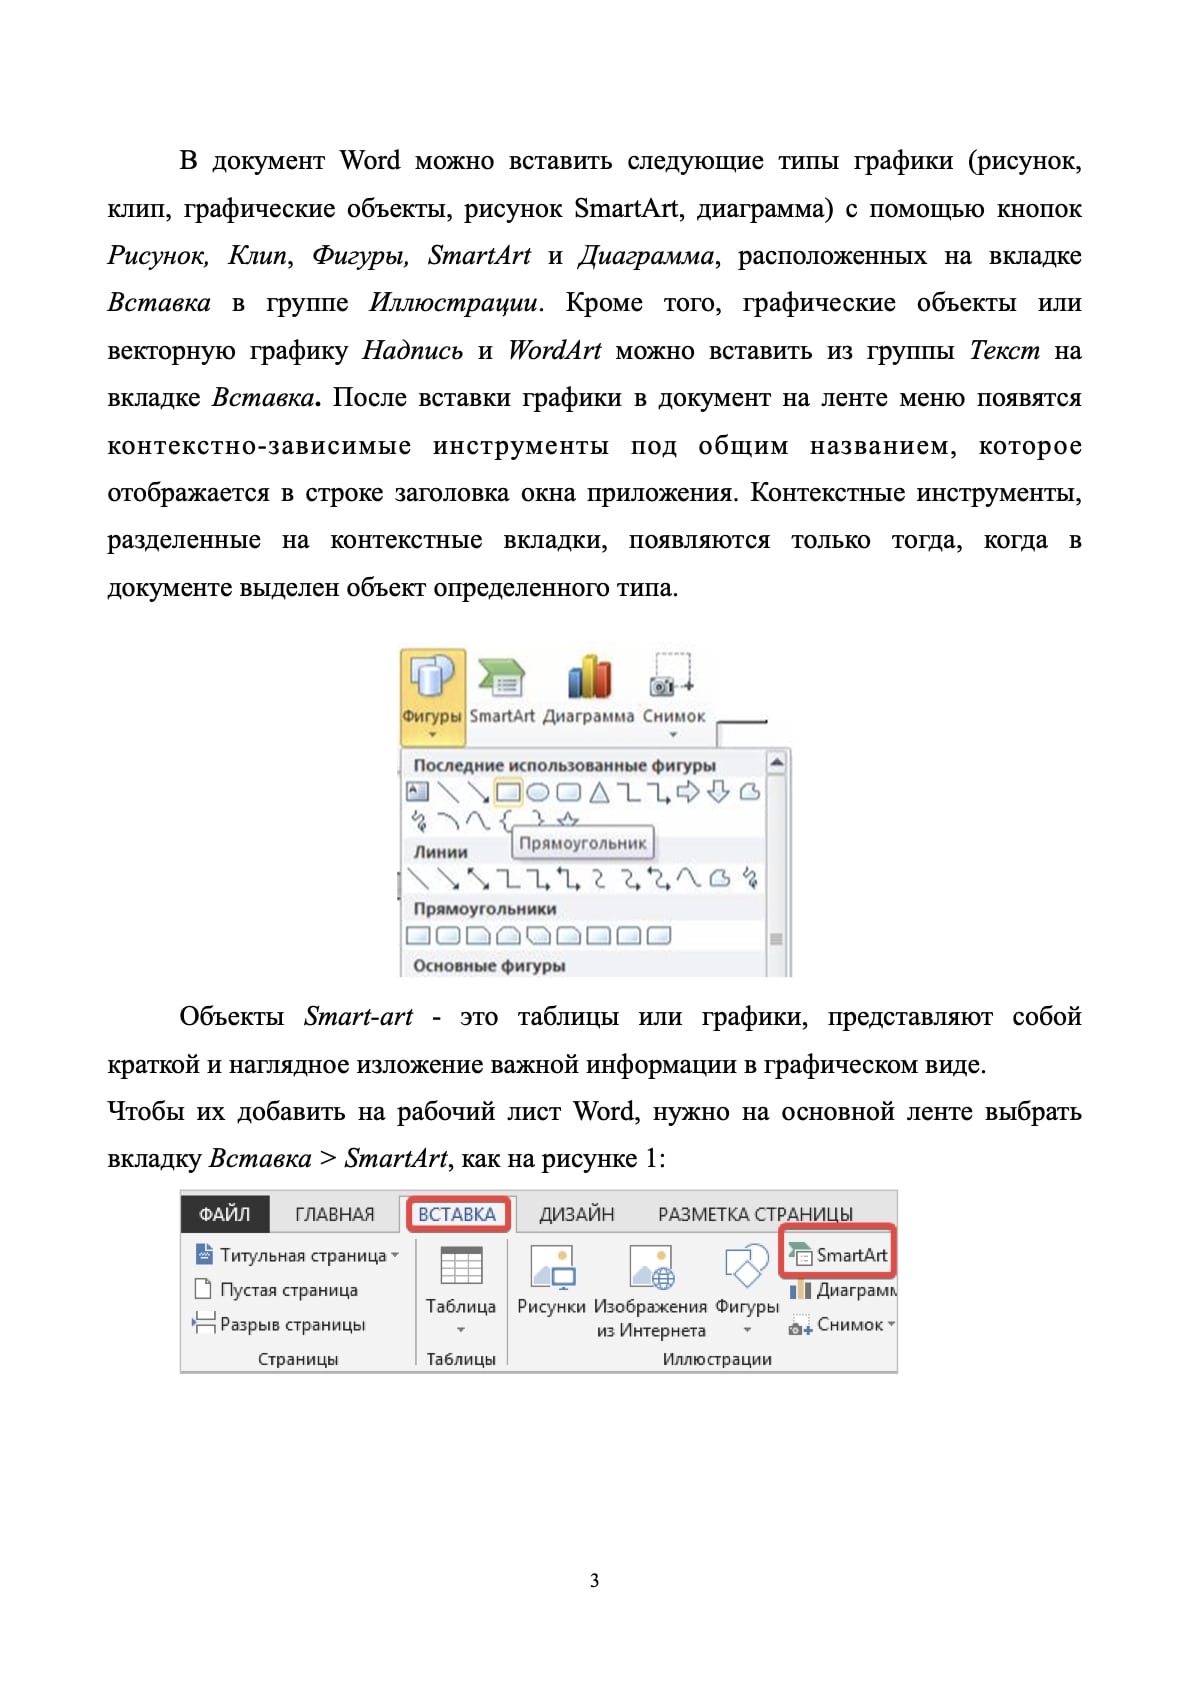 В документ Word можно вставить следующие типы графики (рисунок,
клип, графические объекты, рисунок SmartArt, диаграмма) с помощью кнопок
Рисунок, Клип, Фигуры, SmartArt и Диаграмма, расположенных на вкладке
Вставка в группе Иллюстрации. Кроме того, графические объекты или
векторную графику Надпись и WordArt можно вставить из группы Текст на
вкладке Вставка. После вставки графики в документ на ленте меню появятся
контекстно-зависимые инструменты под общим названием, которое
отображается в строке заголовка окна приложения. Контекстные инструменты,
разделенные на контекстные вкладки, появляются только тогда, когда в
документе выделен объект определенного типа.
Фигуры SmartArt Диаграмма Снимок
Последние использованные фигуры
Прямоугольник
Линии
Прямоугольники
Основные фигуры
Объекты Smart-art - это таблицы или графики, представляют собой
краткой и наглядное изложение важной информации в графическом виде.
Чтобы их добавить на рабочий лист Word, нужно на основной ленте выбрать
вкладку Вставка > SmartArt, как на рисунке 1:
ФАЙЛ ГЛАВНАЯ ВСТАВКА ДИЗАЙН РАЗМЕТКА СТРАНИЦЫ
Титульная страница
Пустая страница
Разрыв страницы
Страницы
Таблица
Таблицы
Рисунки
Изображения
из Интернета
Фигуры
SmartArt
Диаграмм
Снимок
Иллюстрации
3